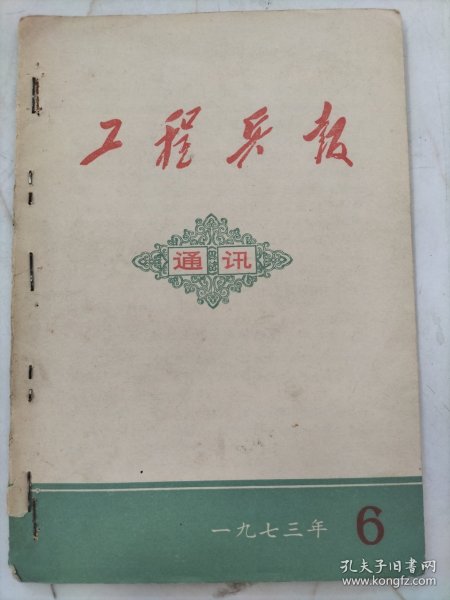 工程兵报
通讯
一九七三年 6
孔夫子旧书网
www.kongfz.com